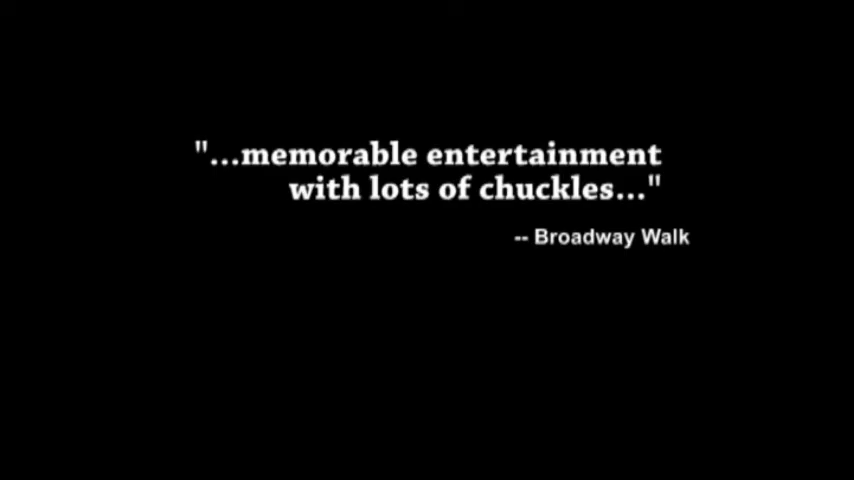 "...memorable entertainment
with lots of chuckles..."
-- Broadway Walk